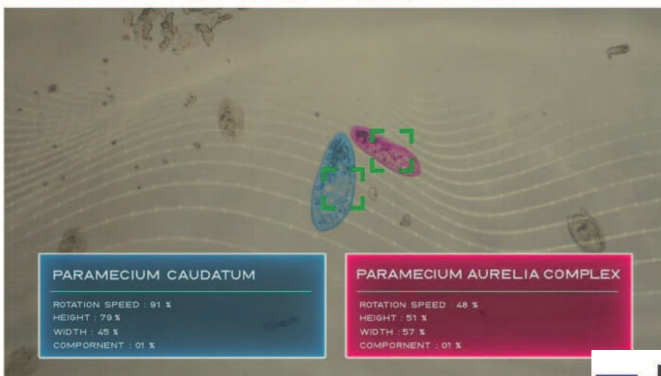 PARAMECIUM CAUDATUM
ROTATION SPEED : 91 %
HEIGHT : 79 %
WIDTH : 45 %
COMPORNENT : 01 %
PARAMECIUM AURELIA COMPLEX
ROTATION SPEED : 48 %
HEIGHT : 51 %
WIDTH : 57 %
COMPORNENT : 01 %